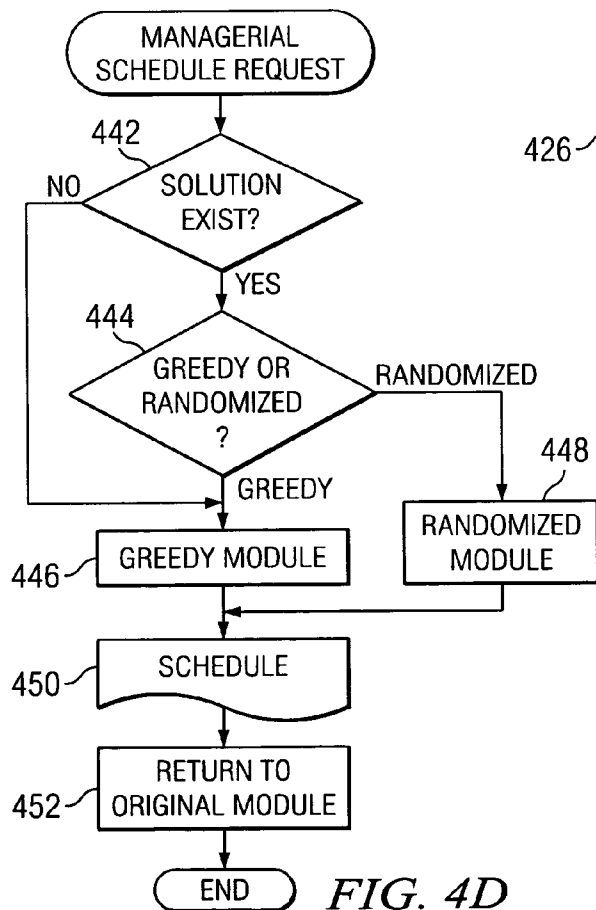 MANAGERIAL
SCHEDULE REQUEST
442
426
NO
SOLUTION
EXIST?
YES
444
GREEDY OR
RANDOMIZED
?
RANDOMIZED
448
GREEDY
446
GREEDY MODULE
RANDOMIZED
MODULE
450
SCHEDULE
452
RETURN TO
ORIGINAL MODULE
END
FIG. 4D